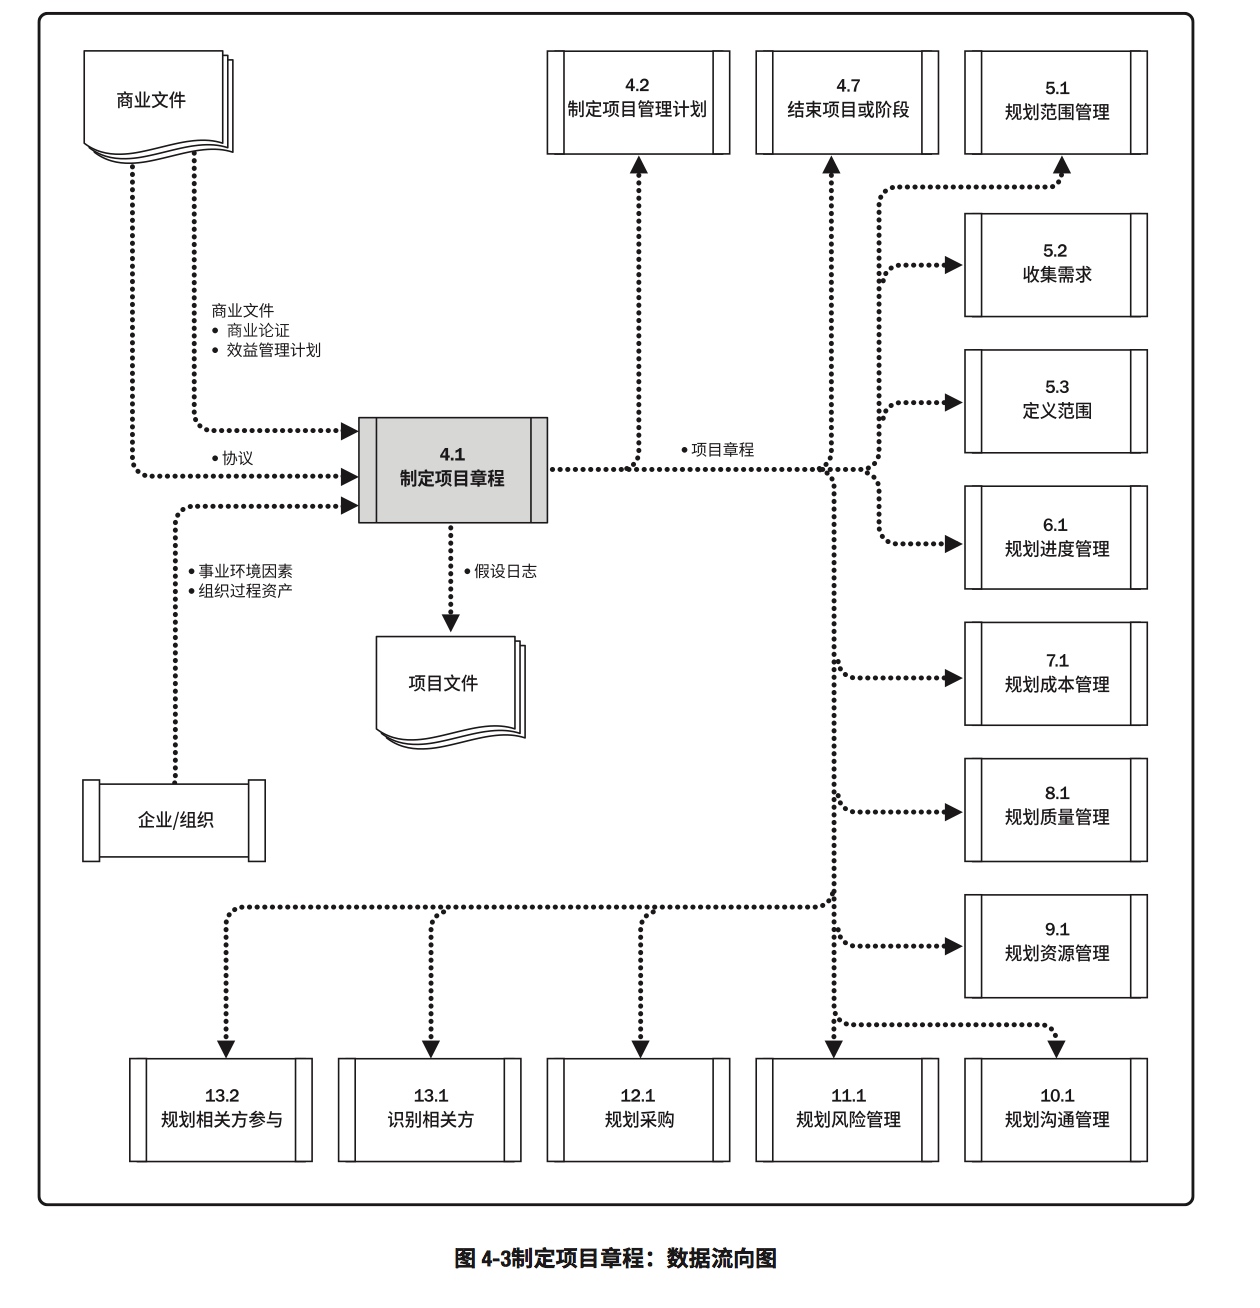 商业文件
4.2
制定项目管理计划
4.7
结束项目或阶段
5.1
规划范围管理
5.2
收集需求
商业文件
● 商业论证
● 效益管理计划
5.3
定义范围
● 协议
4.1
制定项目章程
● 项目章程
6.1
规划进度管理
● 事业环境因素
● 组织过程资产
● 假设日志
项目文件
7.1
规划成本管理
企业/组织
8.1
规划质量管理
9.1
规划资源管理
13.2
规划相关方参与
13.1
识别相关方
12.1
规划采购
11.1
规划风险管理
10.1
规划沟通管理
图 4-3制定项目章程：数据流向图